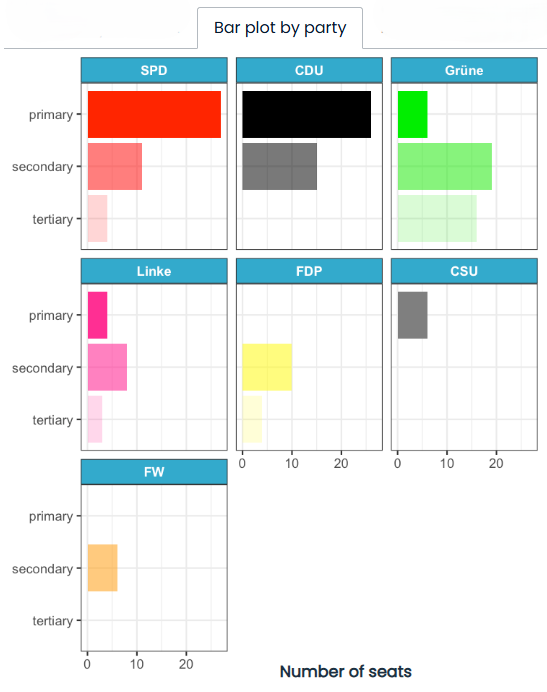 Bar plot by party
SPD CDU Grüne
primary
secondary
tertiary
Linke FDP CSU
primary
secondary
tertiary
0 10 20 0 10 20
FW
primary
secondary
tertiary
0 10 20
Number of seats